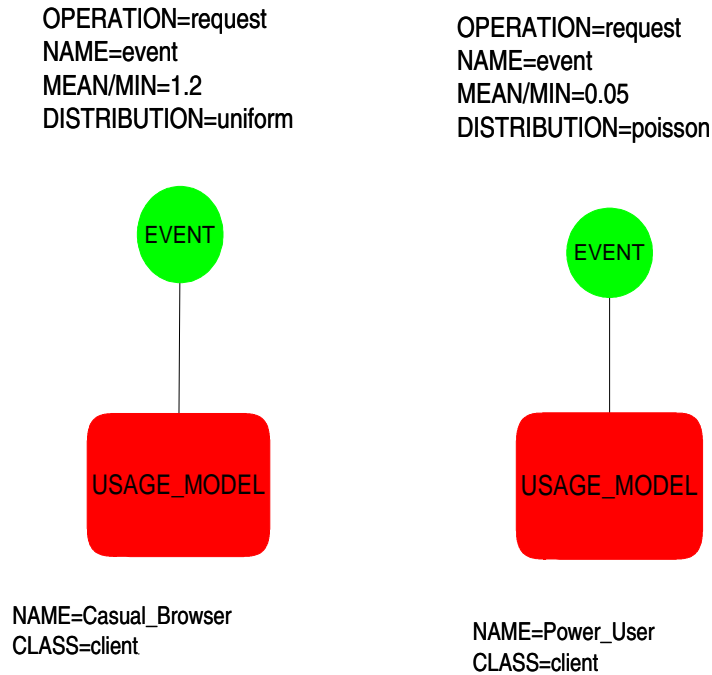 OPERATION=request
NAME=event
MEAN/MIN=1.2
DISTRIBUTION=uniform
EVENT
USAGE_MODEL
NAME=Casual_Browser
CLASS=client
OPERATION=request
NAME=event
MEAN/MIN=0.05
DISTRIBUTION=poisson
EVENT
USAGE_MODEL
NAME=Power_User
CLASS=client